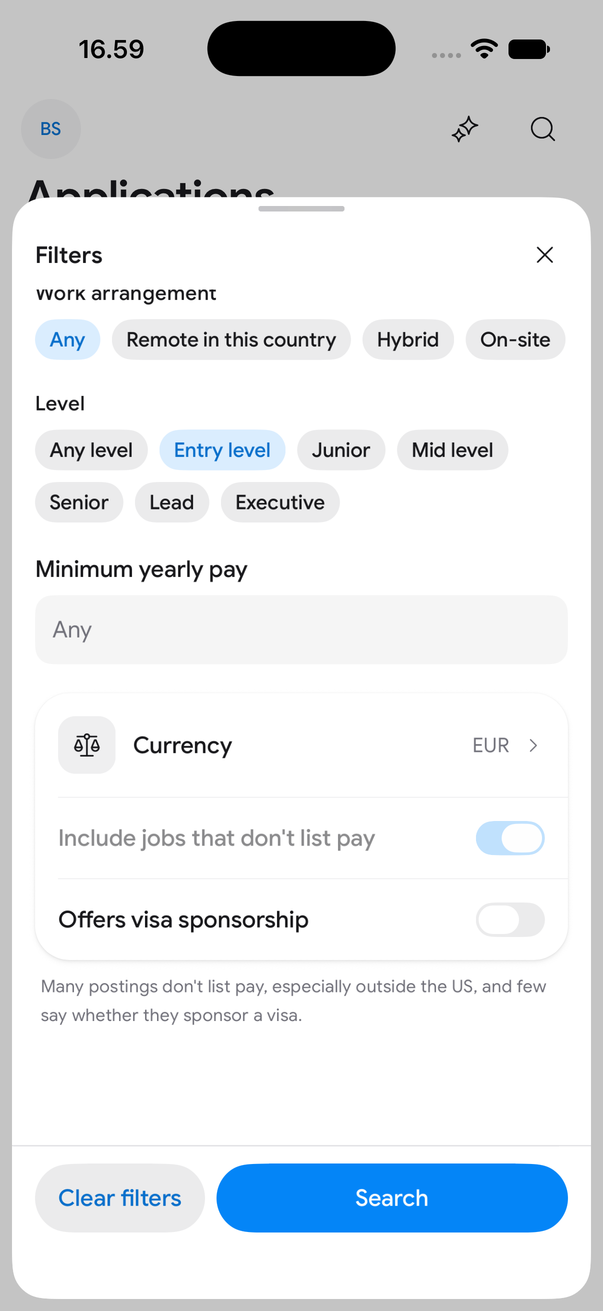 16.59
BS
Applications
Filters
Work arrangement
Any
Remote in this country
Hybrid
On-site
Level
Any level
Entry level
Junior
Mid level
Senior
Lead
Executive
Minimum yearly pay
Any
Currency
EUR
Include jobs that don't list pay
Offers visa sponsorship
Many postings don't list pay, especially outside the US, and few
say whether they sponsor a visa.
Clear filters
Search